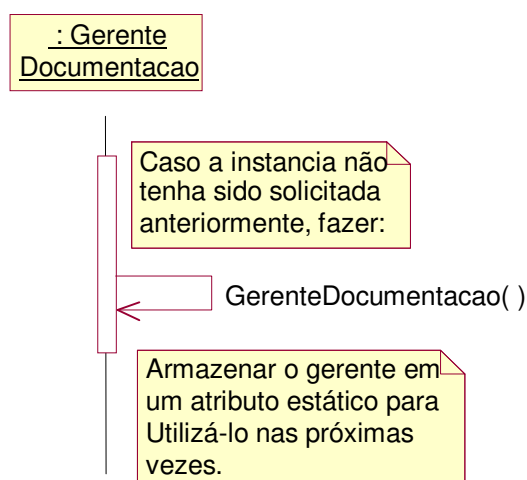 : Gerente
Documentacao
Caso a instancia não
tenha sido solicitada
anteriormente, fazer:
GerenteDocumentacao( )
Armazenar o gerente em
um atributo estático para
Utilizá-lo nas próximas
vezes.